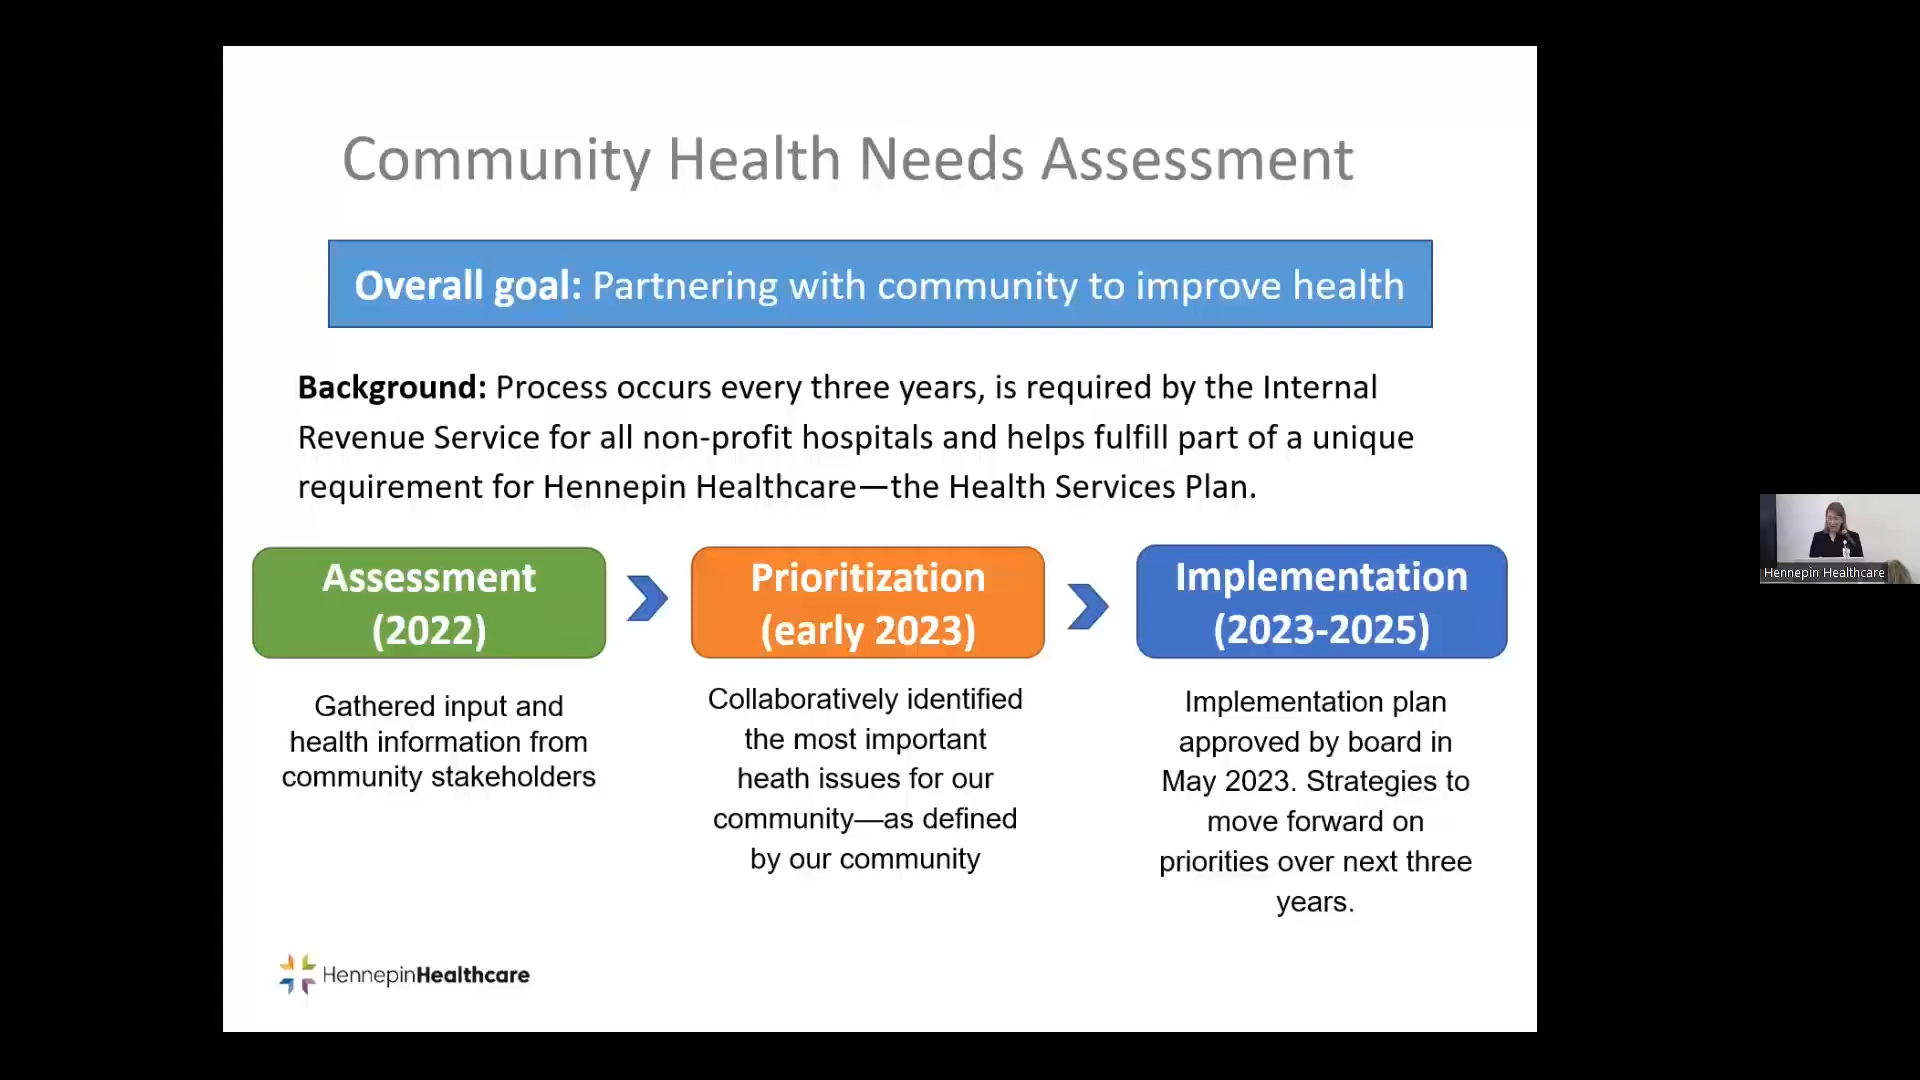 Community Health Needs Assessment
Overall goal: Partnering with community to improve health
Background: Process occurs every three years, is required by the Internal
Revenue Service for all non-profit hospitals and helps fulfill part of a unique
requirement for Hennepin Healthcare—the Health Services Plan.
Assessment
(2022)
Gathered input and
health information from
community stakeholders
Prioritization
(early 2023)
Collaboratively identified
the most important
heath issues for our
community—as defined
by our community
Implementation
(2023-2025)
Implementation plan
approved by board in
May 2023. Strategies to
move forward on
priorities over next three
years.
HennepinHealthcare
Hennepin Healthcare